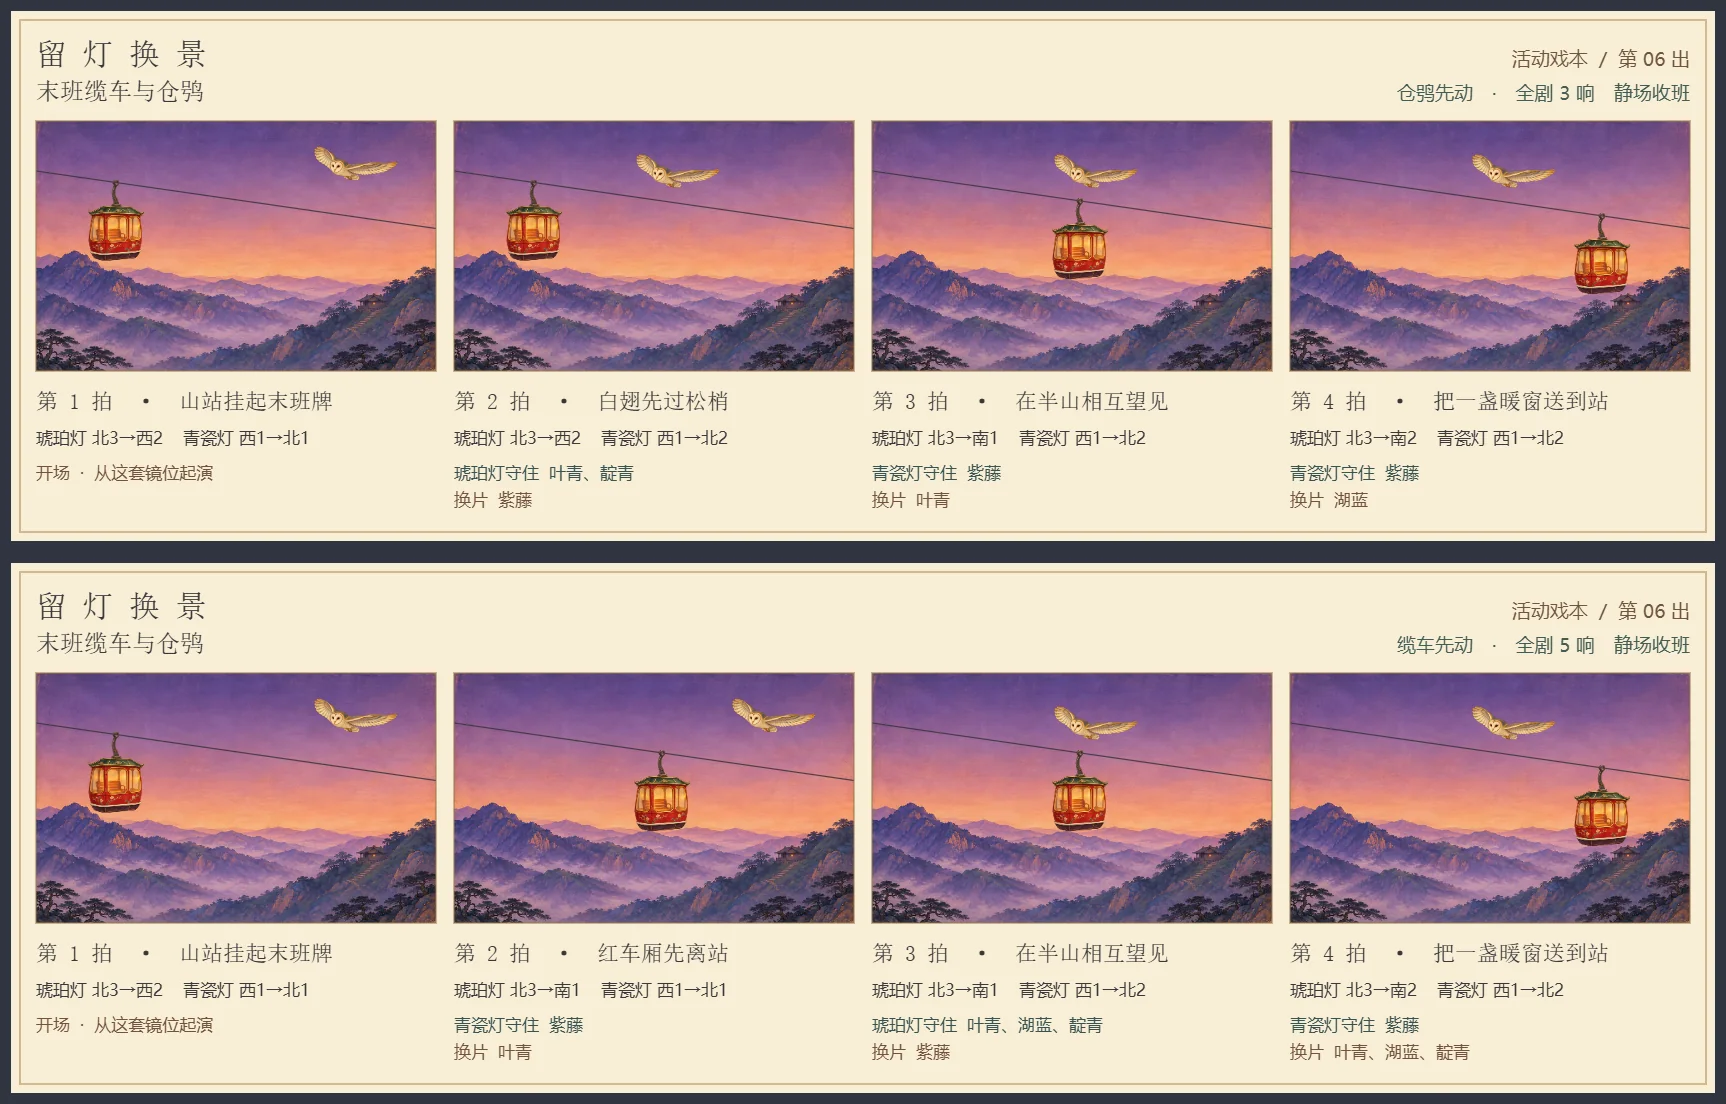 留灯换景
末班缆车与仓鸮
活动戏本 / 第 06 出
仓鸮先动 · 全剧 3 响 静场收班
第 1 拍 • 山站挂起末班牌
琥珀灯 北3→西2 青瓷灯 西1→北1
开场 · 从这套镜位起演
第 2 拍 • 白翅先过松梢
琥珀灯 北3→西2 青瓷灯 西1→北2
琥珀灯守住 叶青、靛青
换片 紫藤
第 3 拍 • 在半山相互望见
琥珀灯 北3→南1 青瓷灯 西1→北2
青瓷灯守住 紫藤
换片 叶青
第 4 拍 • 把一盏暖窗送到站
琥珀灯 北3→南2 青瓷灯 西1→北2
青瓷灯守住 紫藤
换片 湖蓝
留灯换景
末班缆车与仓鸮
活动戏本 / 第 06 出
缆车先动 · 全剧 5 响 静场收班
第 1 拍 • 山站挂起末班牌
琥珀灯 北3→西2 青瓷灯 西1→北1
开场 · 从这套镜位起演
第 2 拍 • 红车厢先离站
琥珀灯 北3→南1 青瓷灯 西1→北1
青瓷灯守住 紫藤
换片 叶青
第 3 拍 • 在半山相互望见
琥珀灯 北3→南1 青瓷灯 西1→北2
琥珀灯守住 叶青、湖蓝、靛青
换片 紫藤
第 4 拍 • 把一盏暖窗送到站
琥珀灯 北3→南2 青瓷灯 西1→北2
青瓷灯守住 紫藤
换片 叶青、湖蓝、靛青